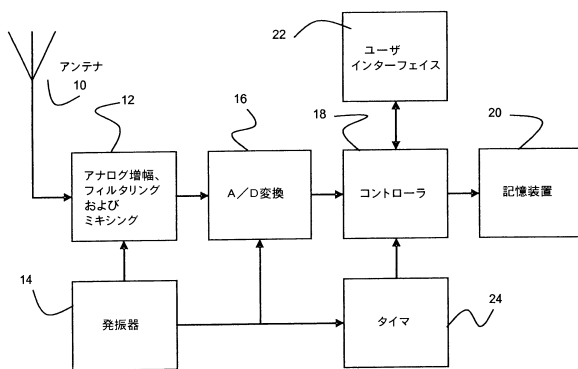 22
ユーザ
インターフェイス
アンテナ
10
12
16
18
20
アナログ増幅、
フィルタリング
および
ミキシング
A/D変換
コントローラ
記憶装置
14
発振器
タイマ
24